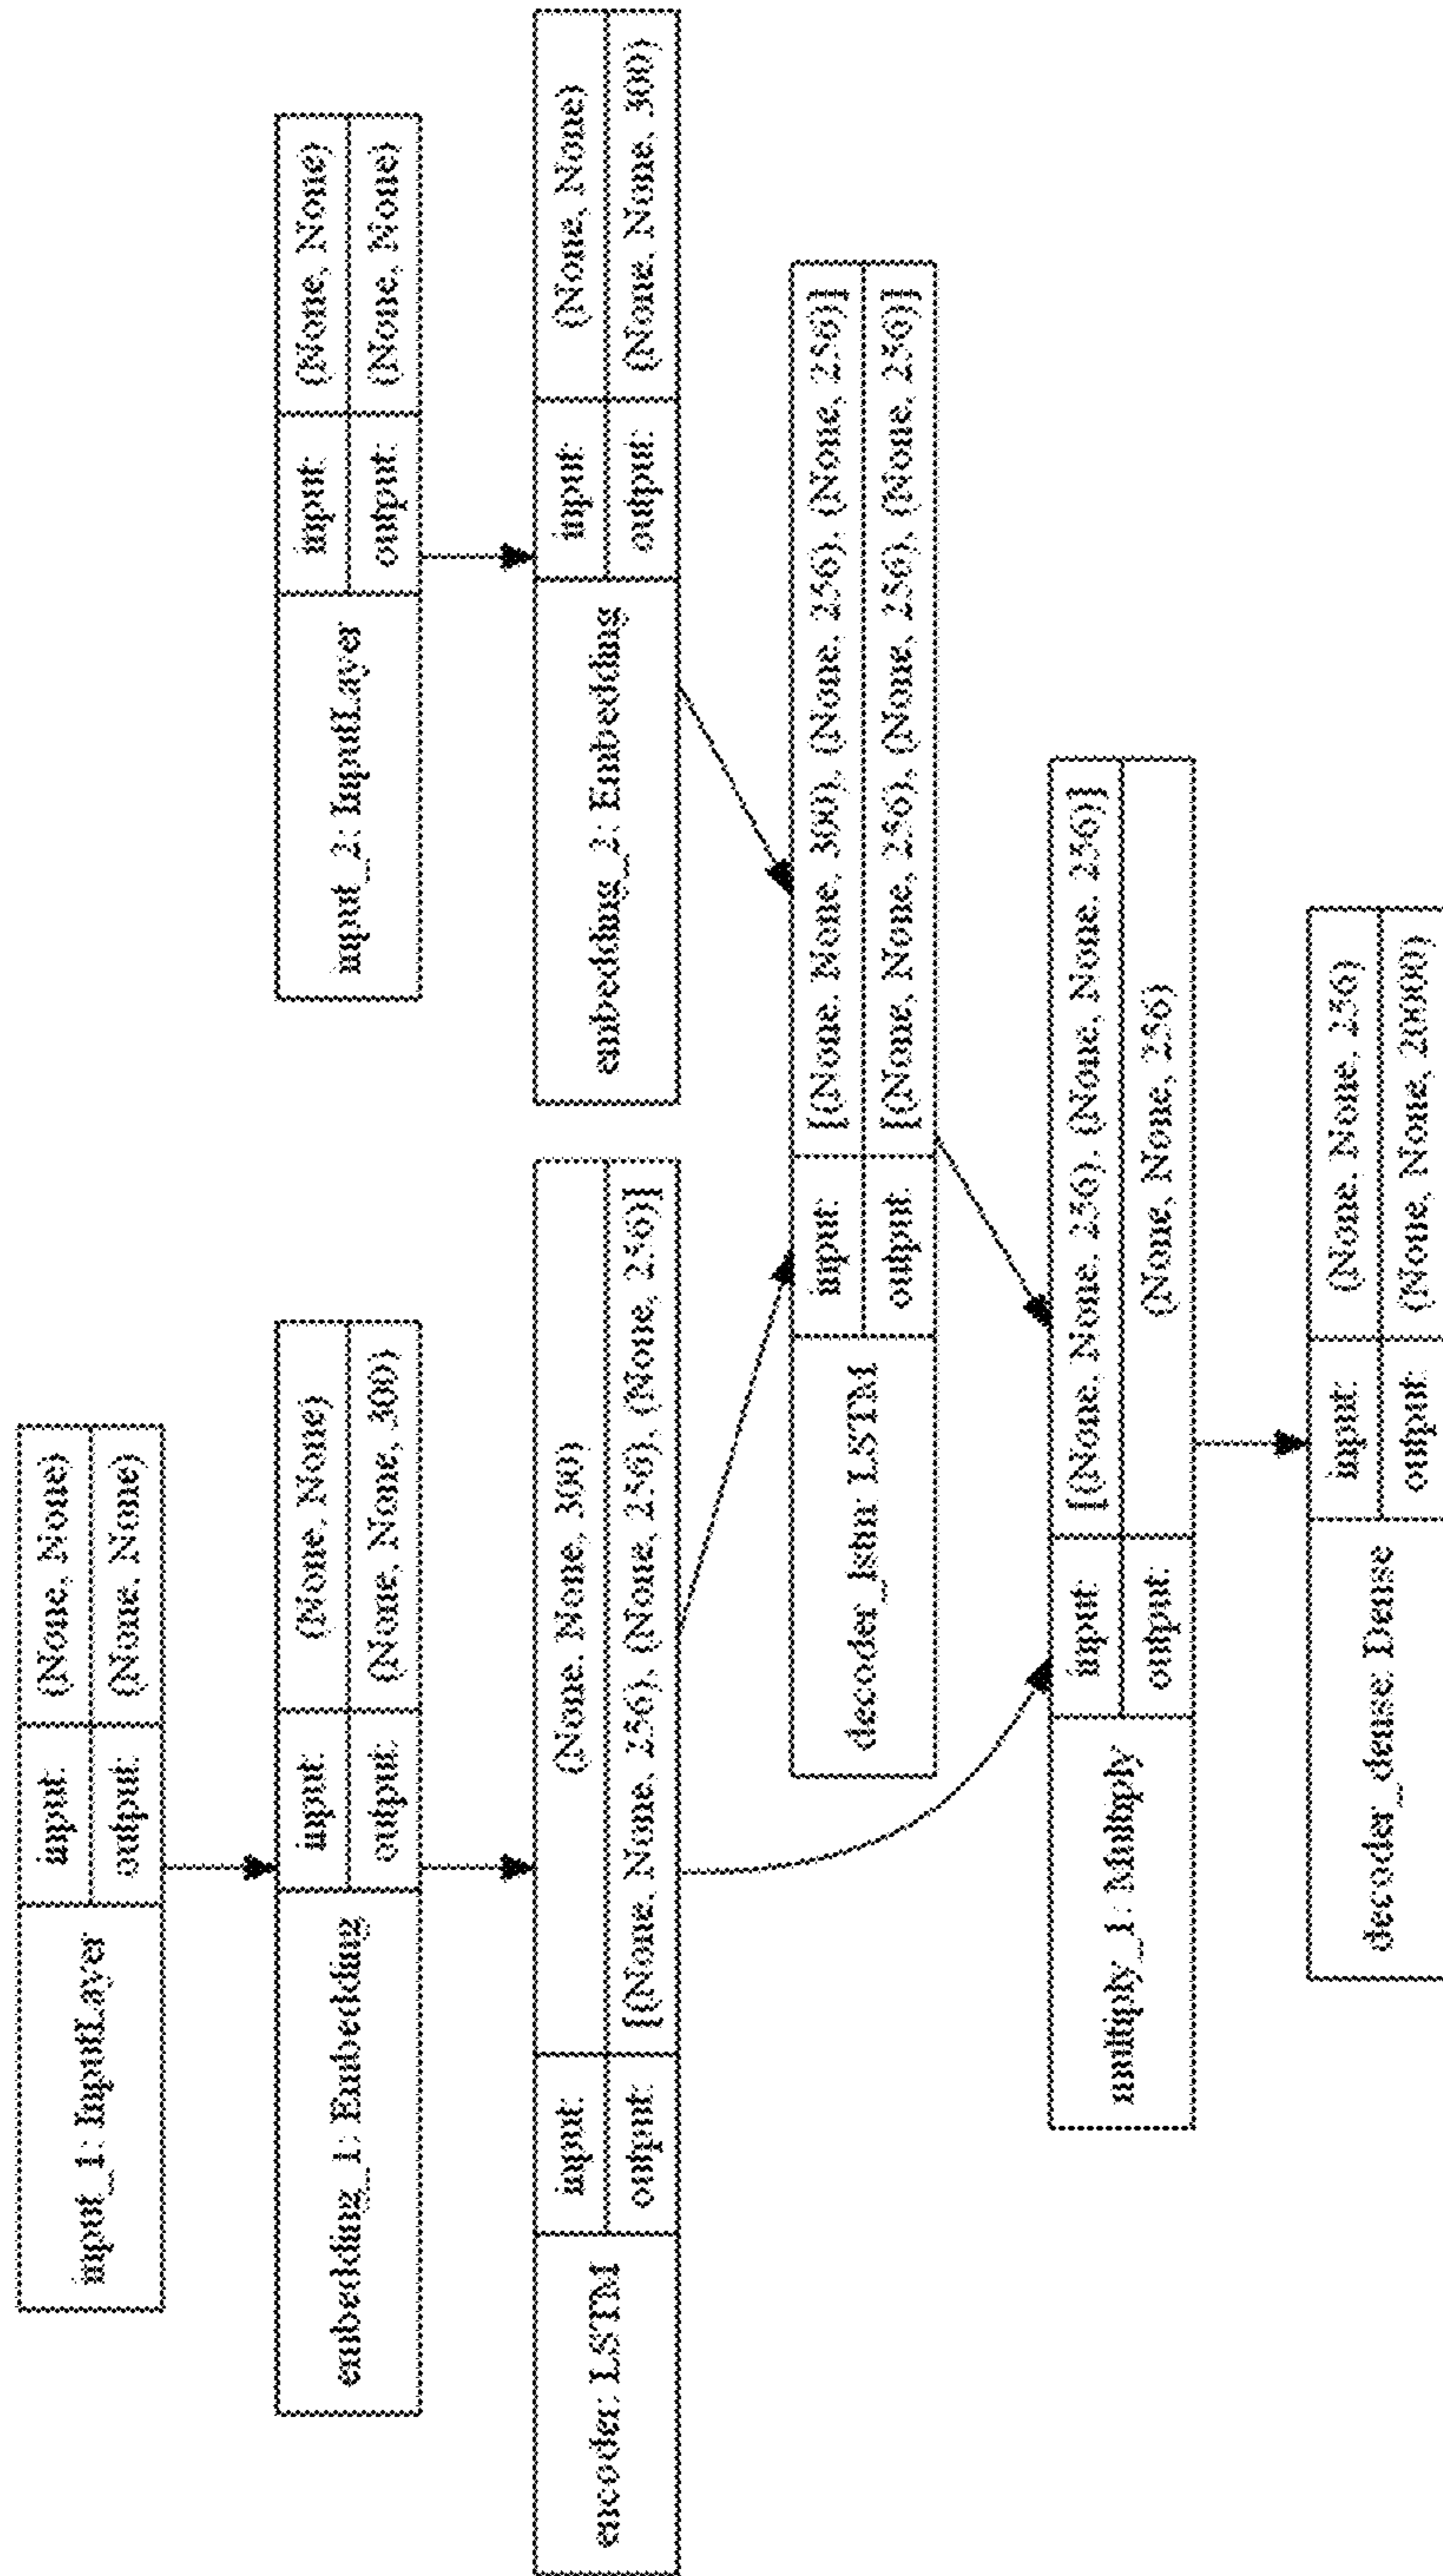 input_1: InputLayer
input:
(None, None)
output:
(None, None)
embedding_1: Embedding
input:
(None, None)
output:
(None, None, 300)
input_2: InputLayer
input:
(None, None)
output:
(None, None)
encoder: LSTM
input:
(None, None, 300)
output:
[(None, None, 256), (None, 256), (None, 256)]
embedding_2: Embedding
input:
(None, None)
output:
(None, None, 300)
decoder_lstm: LSTM
input:
[(None, None, 300), (None, 256), (None, 256)]
output:
[(None, None, 256), (None, 256), (None, 256)]
multiply_1: Multiply
input:
[(None, None, 256), (None, None, 256)]
output:
(None, None, 256)
decoder_dense: Dense
input:
(None, None, 256)
output:
(None, None, 20000)